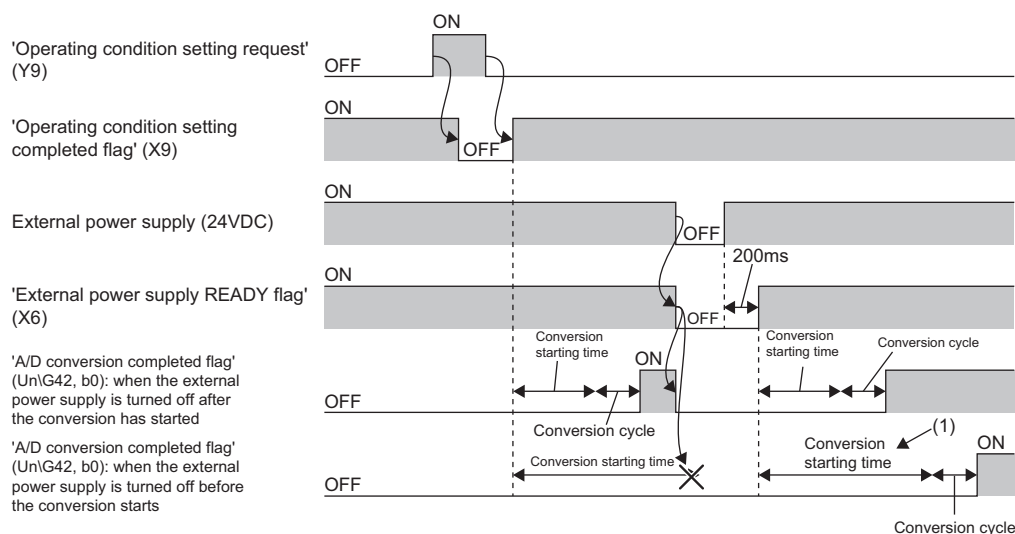 ON
'Operating condition setting request'
(Y9)
OFF
ON
'Operating condition setting
completed flag' (X9)
OFF
ON
External power supply (24VDC)
OFF
200ms
ON
'External power supply READY flag'
(X6)
OFF
Conversion
starting time
Conversion
starting time
Conversion cycle
'A/D conversion completed flag'
(Un\G42, b0): when the external
power supply is turned off after
the conversion has started
ON
OFF
Conversion cycle
'A/D conversion completed flag'
(Un\G42, b0): when the external
power supply is turned off before
the conversion starts
Conversion starting time
Conversion
starting time
(1)
ON
OFF
Conversion cycle